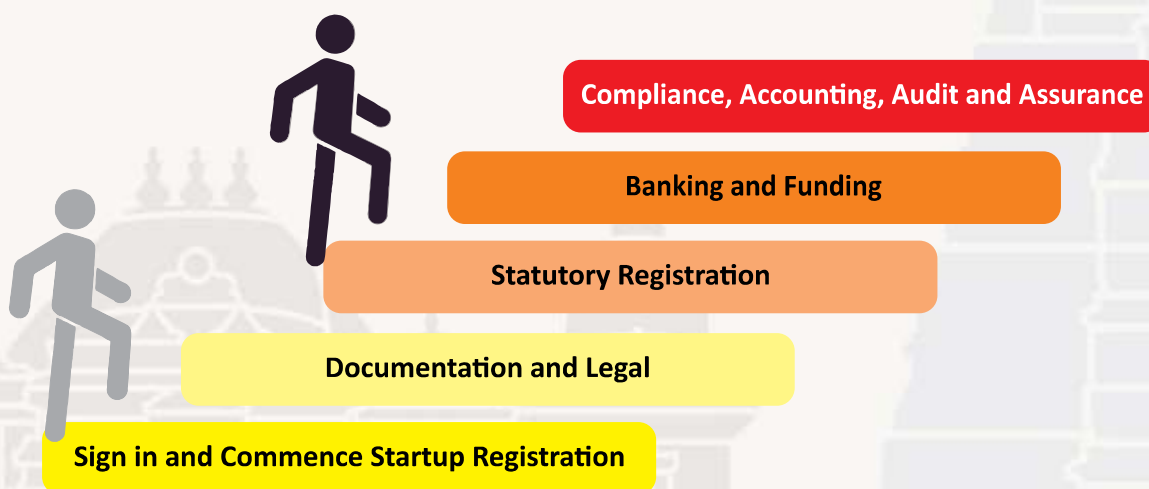 Compliance, Accounting, Audit and Assurance
Banking and Funding
Statutory Registration
Documentation and Legal
Sign in and Commence Startup Registration